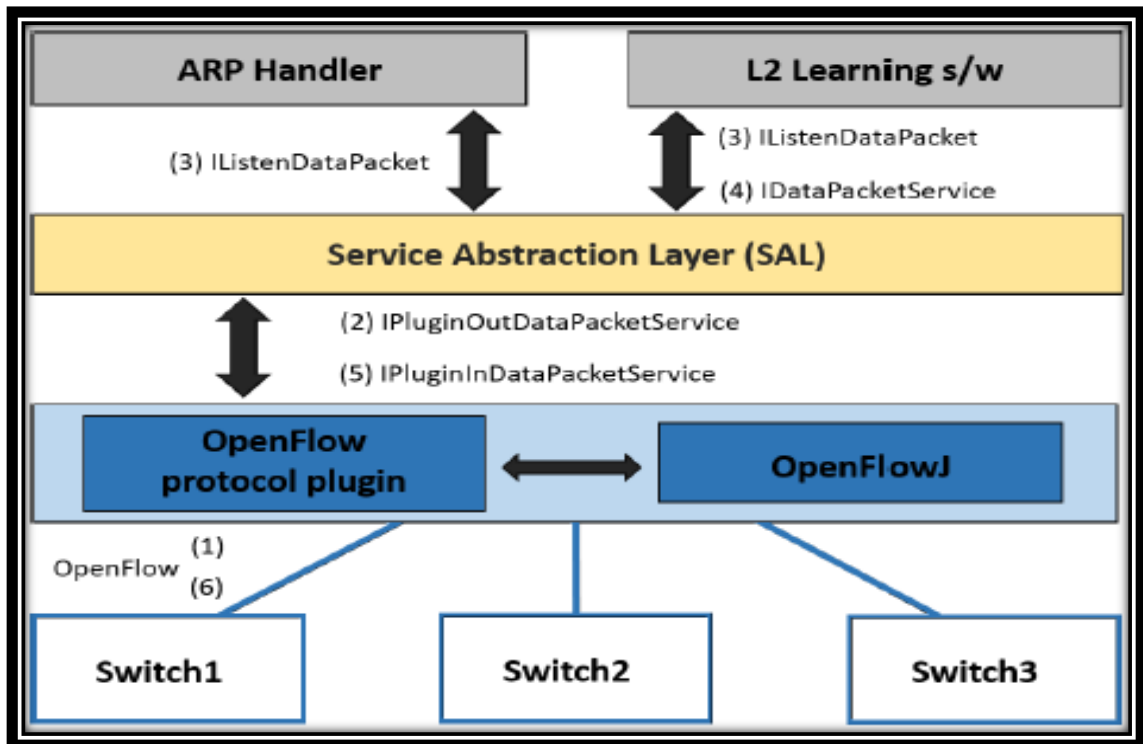 ARP Handler
L2 Learning s/w
(3) IListenDataPacket
(3) IListenDataPacket
(4) IDataPacketService
Service Abstraction Layer (SAL)
(2) IPluginOutDataPacketService
(5) IPluginInDataPacketService
OpenFlow
protocol plugin
OpenFlowJ
OpenFlow
(1)
(6)
Switch1
Switch2
Switch3